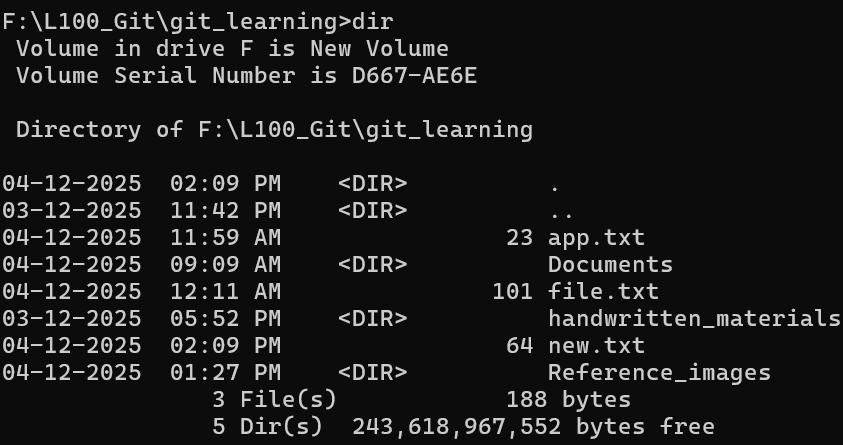 F:\L100_Git\git_learning>dir
 Volume in drive F is New Volume
 Volume Serial Number is D667-AE6E

 Directory of F:\L100_Git\git_learning

04-12-2025  02:09 PM    <DIR>          .
03-12-2025  11:42 PM    <DIR>          ..
04-12-2025  11:59 AM                23 app.txt
04-12-2025  09:09 AM    <DIR>          Documents
04-12-2025  12:11 AM               101 file.txt
03-12-2025  05:52 PM    <DIR>          handwritten_materials
04-12-2025  02:09 PM                64 new.txt
04-12-2025  01:27 PM    <DIR>          Reference_images
               3 File(s)            188 bytes
               5 Dir(s)  243,618,967,552 bytes free